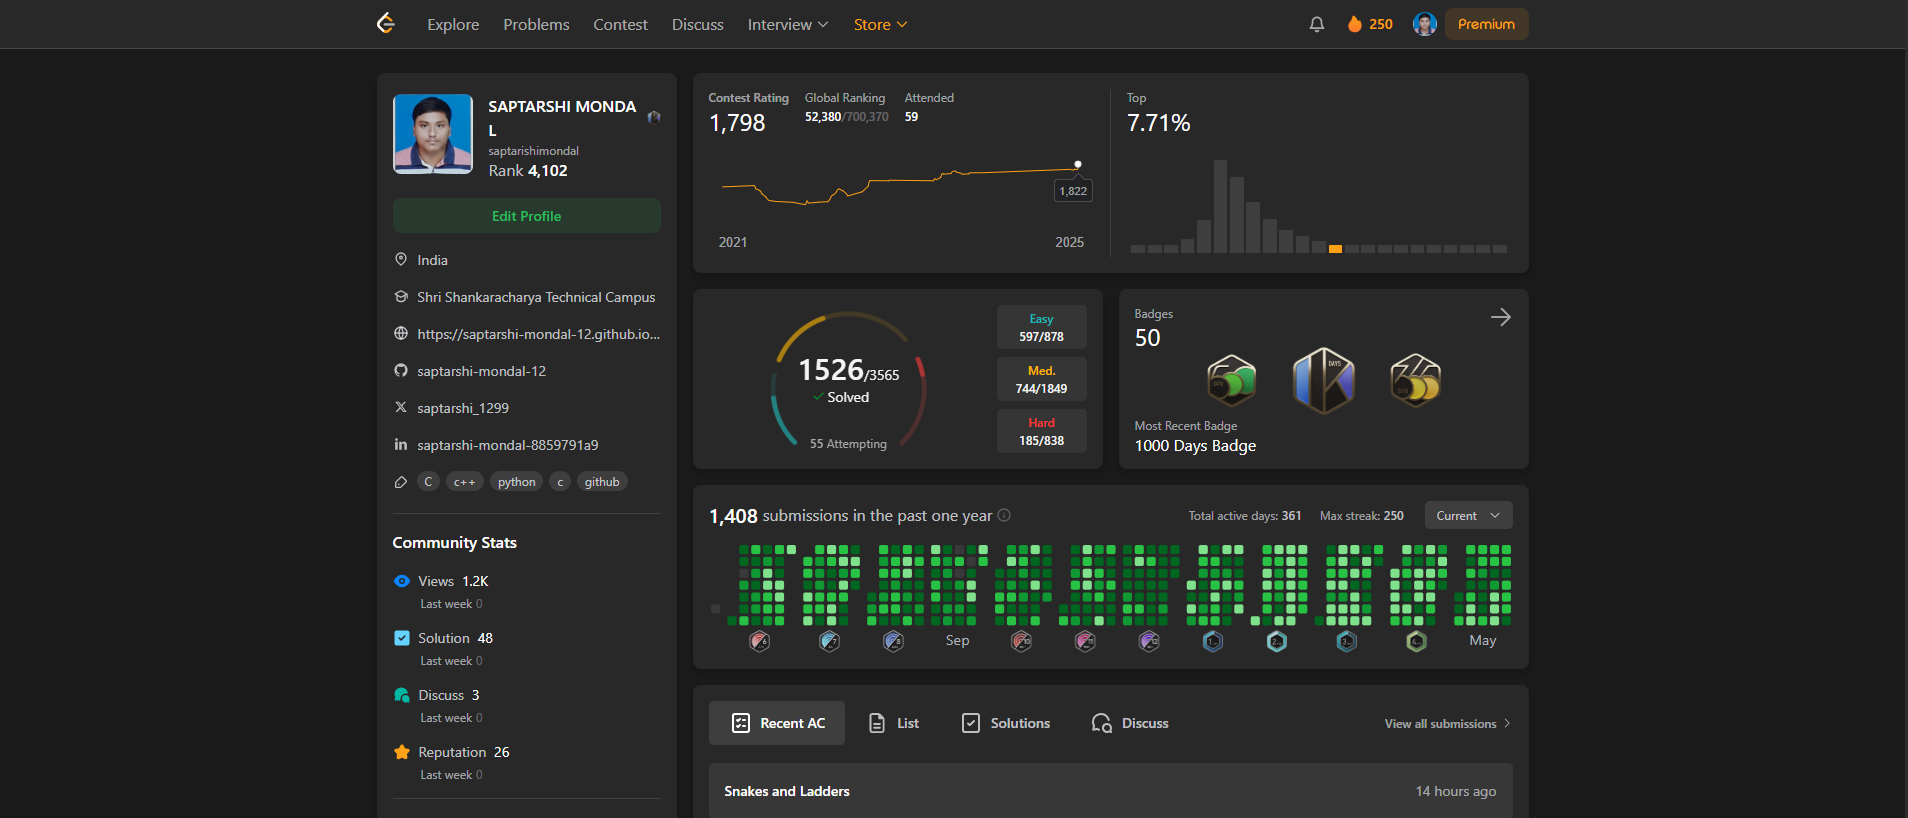 Explore Problems Contest Discuss Interview Store 250 Premium
SAPTARSHI MONDA
L
saptarishimondal
Rank 4,102
Edit Profile
India
Shri Shankaracharya Technical Campus
https://saptarshi-mondal-12.github.io...
saptarshi-mondal-12
saptarshi_1299
saptarshi-mondal-8859791a9
C c++ python c github
Community Stats
Views 1.2K
Last week 0
Solution 48
Last week 0
Discuss 3
Last week 0
Reputation 26
Last week 0
Contest Rating Global Ranking Attended
1,798 52,380/700,370 59
1,822
2021 2025
Top
7.71%
1526/3565
Solved
55 Attempting
Easy
597/878
Med.
744/1849
Hard
185/838
Badges
50
DAYS
Most Recent Badge
1000 Days Badge
1,408 submissions in the past one year Total active days: 361 Max streak: 250 Current
Sep May
Recent AC List Solutions Discuss View all submissions
Snakes and Ladders 14 hours ago